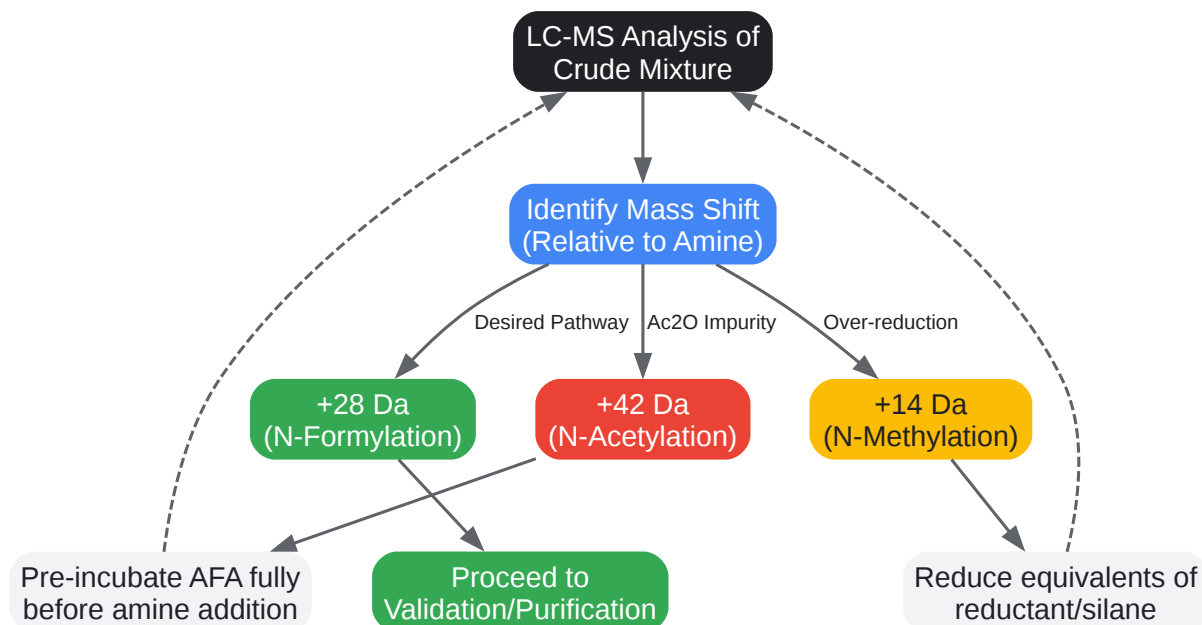 LC-MS Analysis of
Crude Mixture
Identify Mass Shift
(Relative to Amine)
Desired Pathway
Ac2O Impurity
Over-reduction
+28 Da
(N-Formylation)
+42 Da
(N-Acetylation)
+14 Da
(N-Methylation)
Pre-incubate AFA fully
before amine addition
Proceed to
Validation/Purification
Reduce equivalents of
reductant/silane